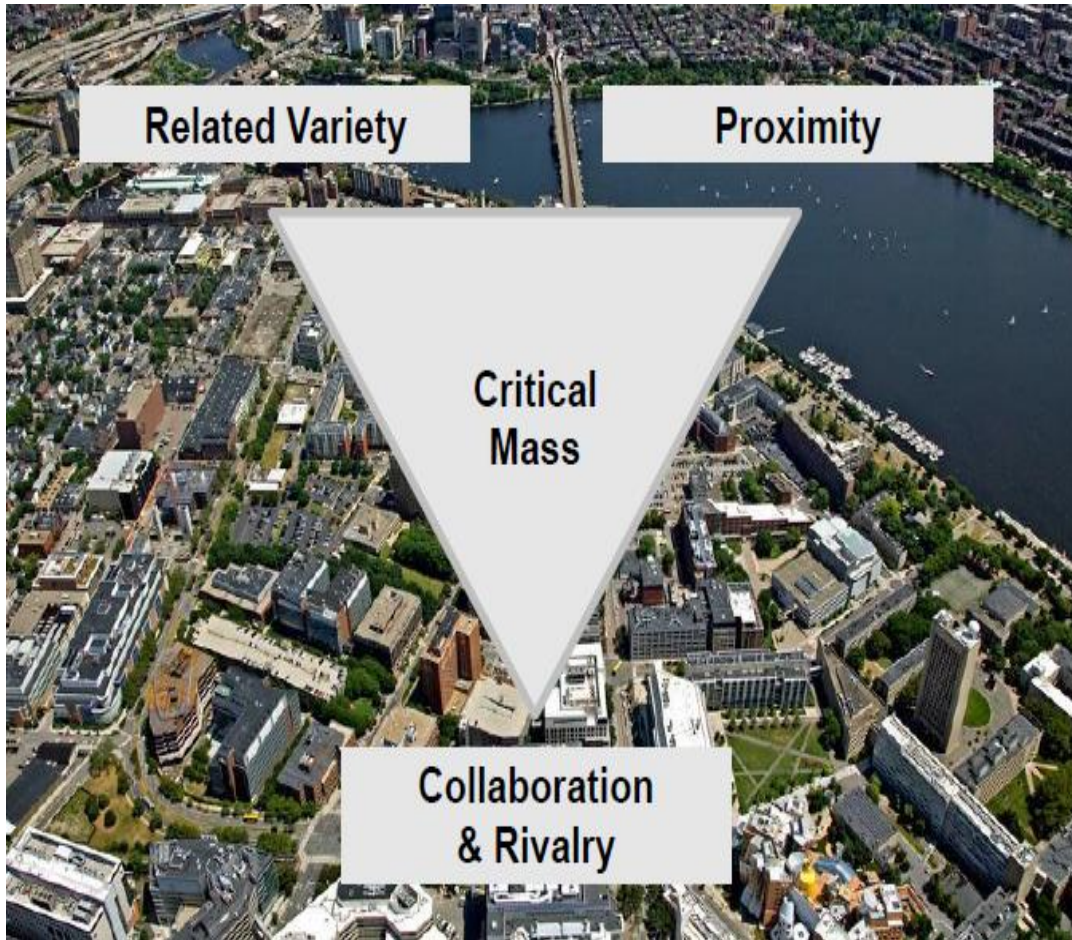 Related Variety
Proximity
Critical
Mass
Collaboration
& Rivalry